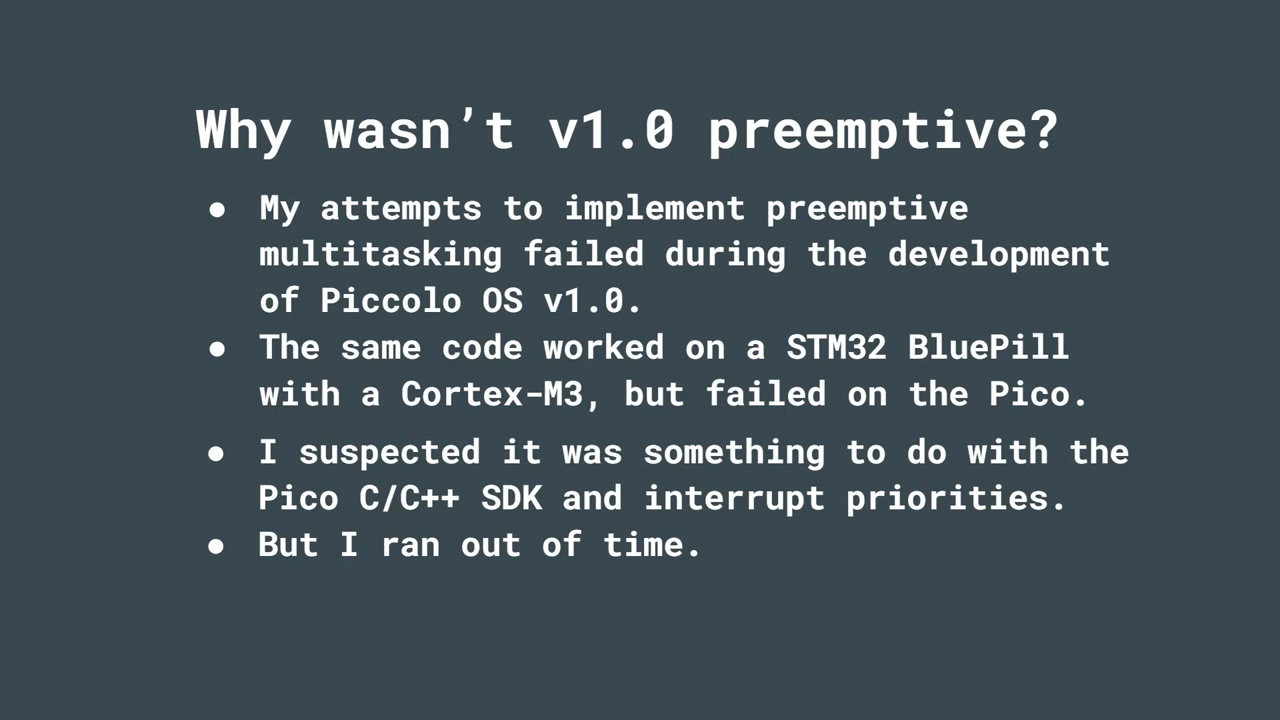 Why wasn’t v1.0 preemptive?
● My attempts to implement preemptive
multitasking failed during the development
of Piccolo OS v1.0.
● The same code worked on a STM32 BluePill
with a Cortex-M3, but failed on the Pico.
● I suspected it was something to do with the
Pico C/C++ SDK and interrupt priorities.
● But I ran out of time.